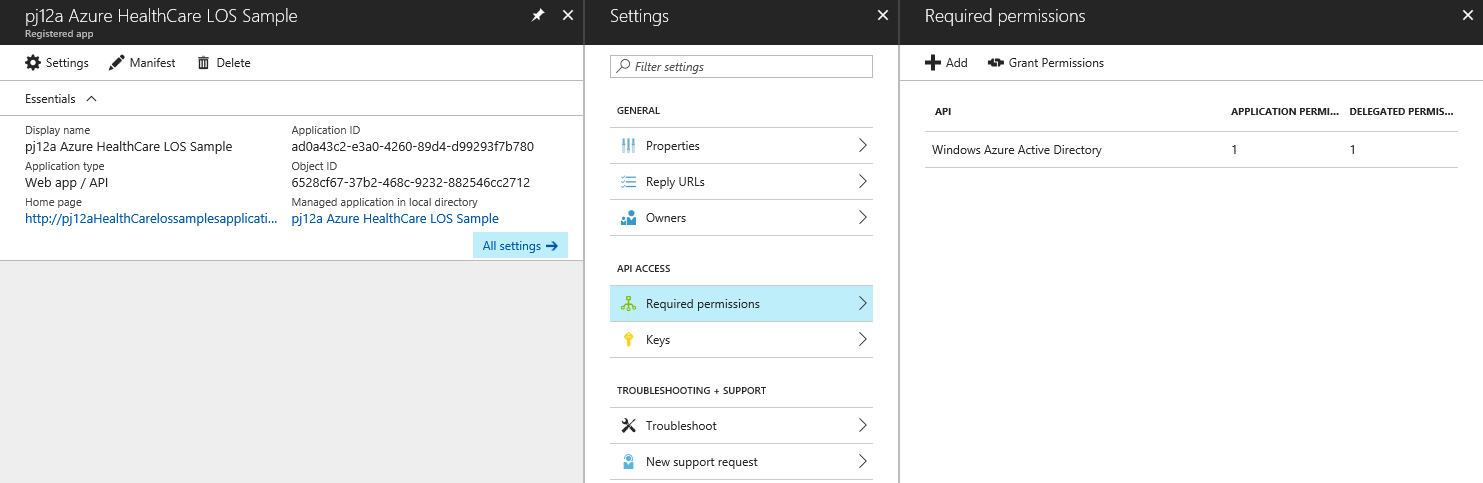 pj12a Azure HealthCare LOS Sample
Registered app
Settings
Manifest
Delete
Essentials
Display name
pj12a Azure HealthCare LOS Sample
Application type
Web app / API
Home page
http://pj12aHealthCarelossamplesapplicati...
Application ID
ad0a43c2-e3a0-4260-89d4-d99293f7b780
Object ID
6528cf67-37b2-468c-9232-882546cc2712
Managed application in local directory
pj12a Azure HealthCare LOS Sample
All settings
Settings
Filter settings
GENERAL
Properties
Reply URLs
Owners
API ACCESS
Required permissions
Keys
TROUBLESHOOTING + SUPPORT
Troubleshoot
New support request
Required permissions
Add
Grant Permissions
API APPLICATION PERMI... DELEGATED PERMIS...
Windows Azure Active Directory 1 1